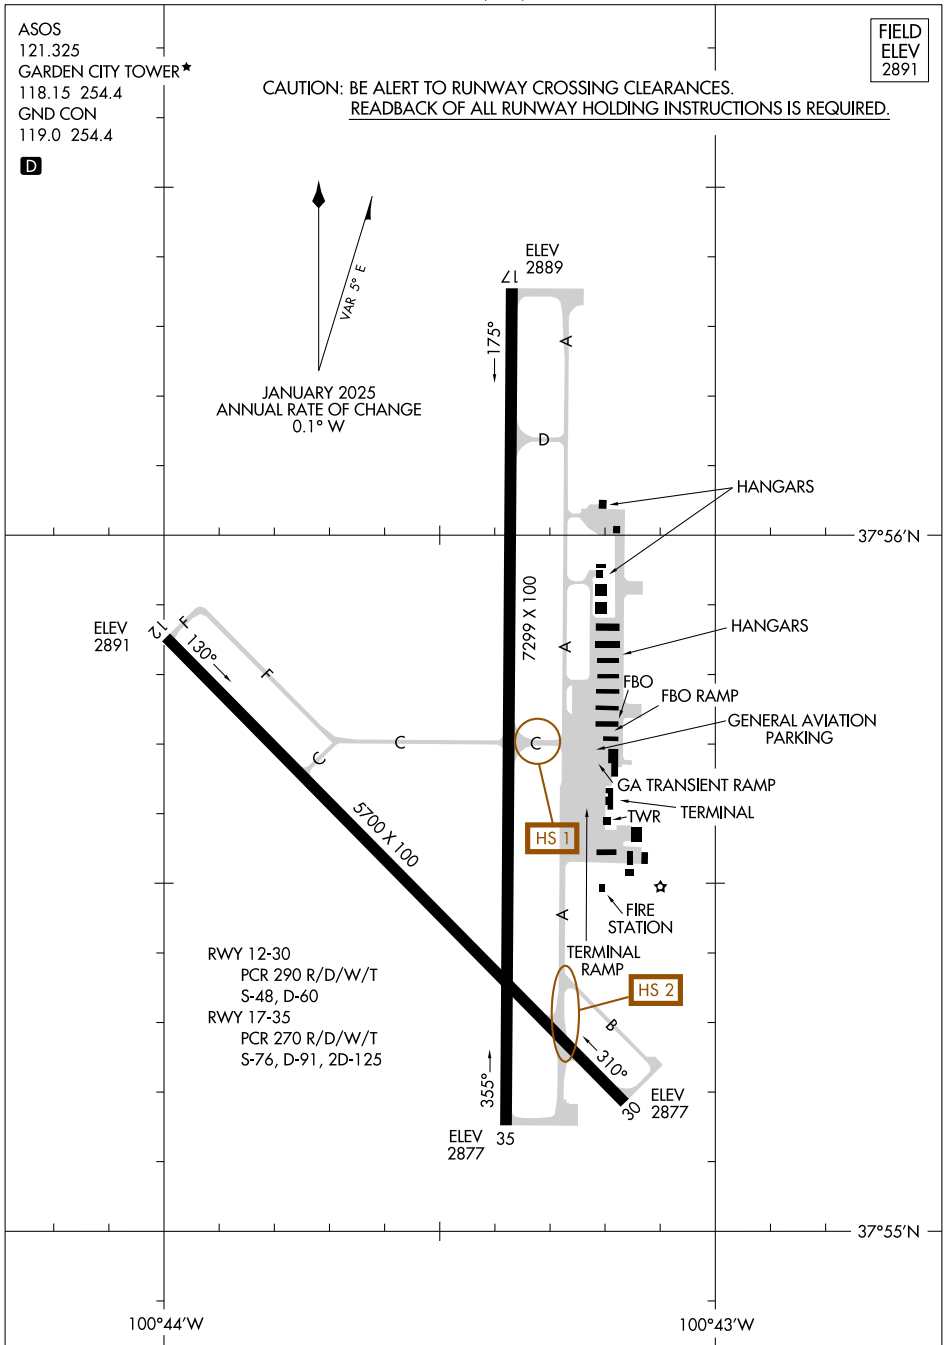 ASOS
121.325
GARDEN CITY TOWER★
118.15 254.4
GND CON
119.0 254.4
D
FIELD
ELEV
2891
CAUTION: BE ALERT TO RUNWAY CROSSING CLEARANCES.
READBACK OF ALL RUNWAY HOLDING INSTRUCTIONS IS REQUIRED.
VAR 5° E
JANUARY 2025
ANNUAL RATE OF CHANGE
0.1° W
ELEV
2889
17
175°
A
D
HANGARS
37°56'N
7299 X 100
A
HANGARS
ELEV
2891
12
F
130°
F
FBO
FBO RAMP
GENERAL AVIATION
PARKING
C
C
C
GA TRANSIENT RAMP
TERMINAL
TWR
HS 1
5700 X 100
A
FIRE
STATION
TERMINAL
RAMP
RWY 12-30
PCR 290 R/D/W/T
S-48, D-60
RWY 17-35
PCR 270 R/D/W/T
S-76, D-91, 2D-125
HS 2
B
310°
355°
30
ELEV
2877
ELEV
2877
35
37°55'N
100°44'W
100°43'W